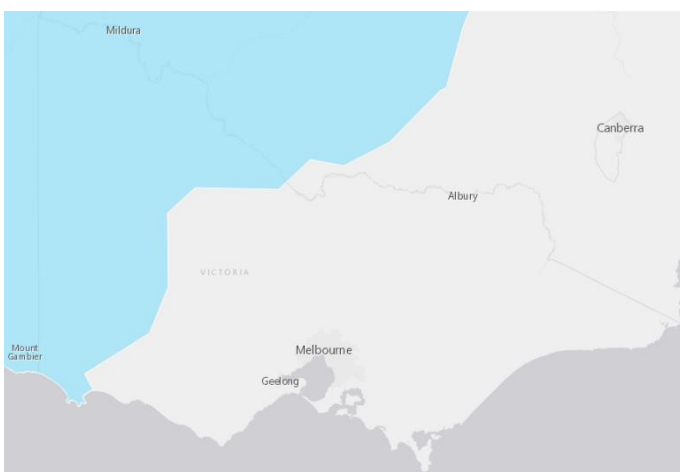 Mildura
Canberra
Albury
VICTORIA
Mount
Gambier
Melbourne
Geelong